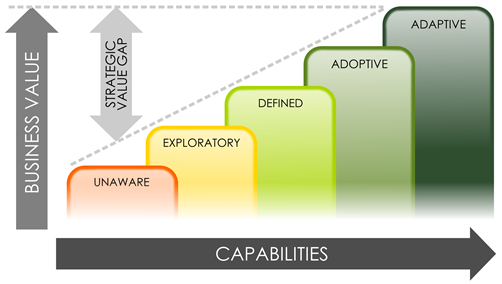 BUSINESS VALUE
STRATEGIC
VALUE GAP
UNAWARE
EXPLORATORY
DEFINED
ADOPTIVE
ADAPTIVE
CAPABILITIES